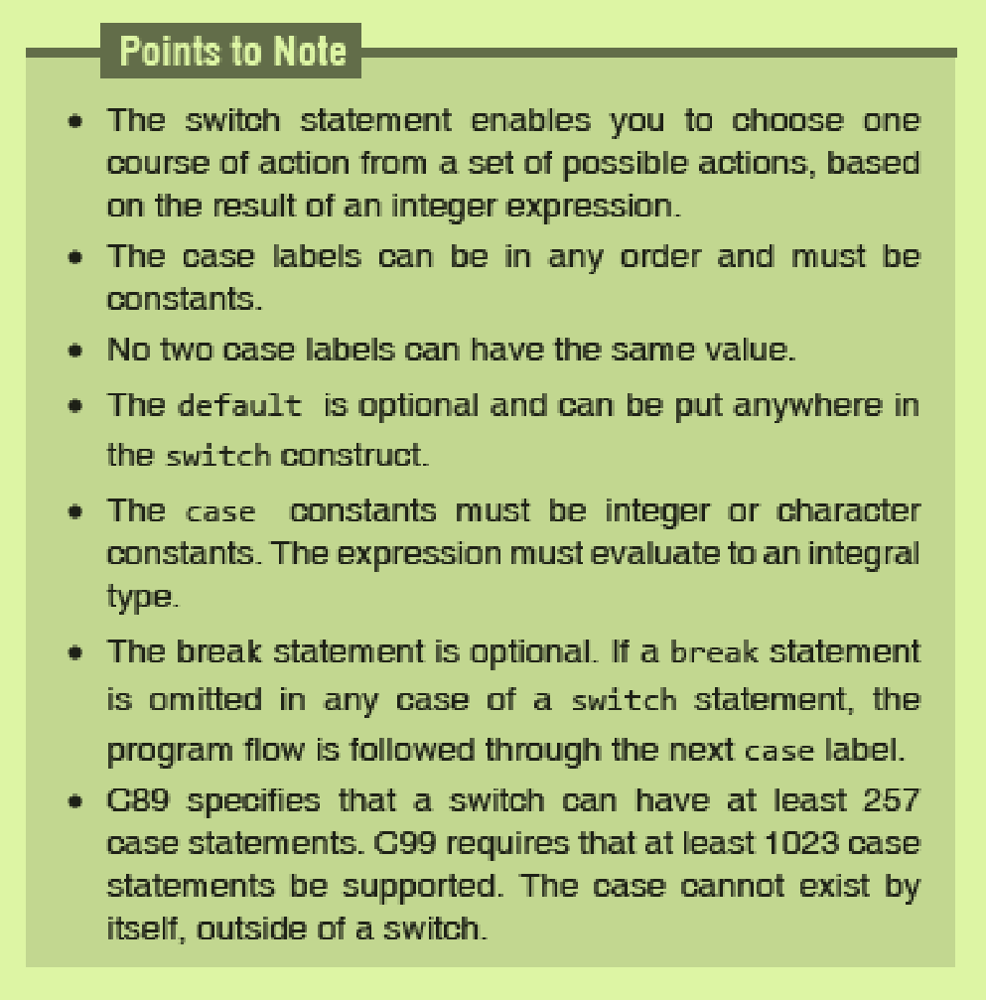 Points to Note
• The switch statement enables you to choose one
course of action from a set of possible actions, based
on the result of an integer expression.
• The case labels can be in any order and must be
constants.
• No two case labels can have the same value.
• The default is optional and can be put anywhere in
the switch construct.
• The case constants must be integer or character
constants. The expression must evaluate to an integral
type.
• The break statement is optional. If a break statement
is omitted in any case of a switch statement, the
program flow is followed through the next case label.
• C89 specifies that a switch can have at least 257
case statements. C99 requires that at least 1023 case
statements be supported. The case cannot exist by
itself, outside of a switch.